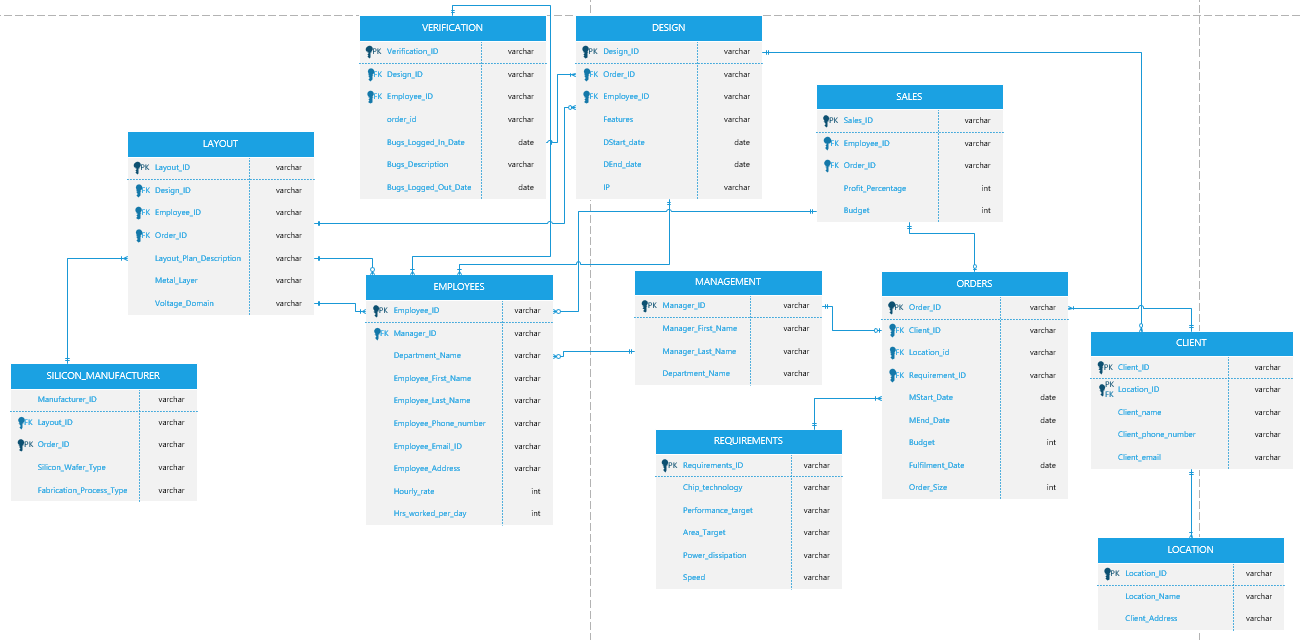 VERIFICATION
PK Verification_ID varchar
FK Design_ID varchar
FK Employee_ID varchar
order_id varchar
Bugs_Logged_In_Date date
Bugs_Description varchar
Bugs_Logged_Out_Date date
DESIGN
PK Design_ID varchar
FK Order_ID varchar
FK Employee_ID varchar
Features varchar
DStart_date date
DEnd_date date
IP varchar
SALES
PK Sales_ID varchar
FK Employee_ID varchar
FK Order_ID varchar
Profit_Percentage int
Budget int
LAYOUT
PK Layout_ID varchar
FK Design_ID varchar
FK Employee_ID varchar
FK Order_ID varchar
Layout_Plan_Description varchar
Metal_Layer varchar
Voltage_Domain varchar
EMPLOYEES
PK Employee_ID varchar
FK Manager_ID varchar
Department_Name varchar
Employee_First_Name varchar
Employee_Last_Name varchar
Employee_Phone_number varchar
Employee_Email_ID varchar
Employee_Address varchar
Hourly_rate int
Hrs_worked_per_day int
MANAGEMENT
PK Manager_ID varchar
Manager_First_Name varchar
Manager_Last_Name varchar
Department_Name varchar
ORDERS
PK Order_ID varchar
FK Client_ID varchar
FK Location_id varchar
FK Requirement_ID varchar
MStart_Date date
MEnd_Date date
Budget int
Fulfilment_Date date
Order_Size int
CLIENT
PK Client_ID varchar
PK
FK Location_ID varchar
Client_name varchar
Client_phone_number varchar
Client_email varchar
SILICON_MANUFACTURER
Manufacturer_ID varchar
FK Layout_ID varchar
PK Order_ID varchar
Silicon_Wafer_Type varchar
Fabrication_Process_Type varchar
REQUIREMENTS
PK Requirements_ID varchar
Chip_technology varchar
Performance_target varchar
Area_Target varchar
Power_dissipation varchar
Speed varchar
LOCATION
PK Location_ID varchar
Location_Name varchar
Client_Address varchar